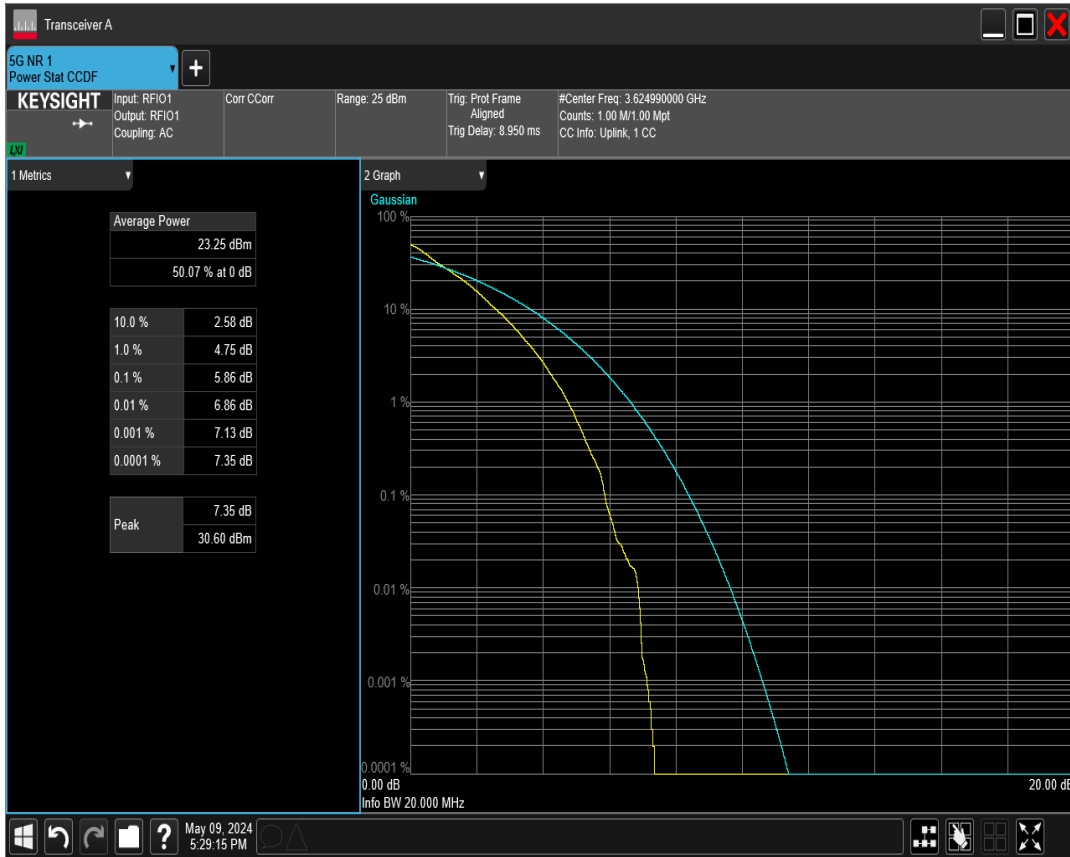 Transceiver A
5G NR 1
Power Stat CCDF
+
KEYSIGHT
LXI
Input: RFIO1
Output: RFIO1
Coupling: AC
Corr CCorr
Range: 25 dBm
Trig: Prot Frame
Aligned
Trig Delay: 8.950 ms
#Center Freq: 3.624990000 GHz
Counts: 1.00 M/1.00 Mpt
CC Info: Uplink, 1 CC
1 Metrics
Average Power
23.25 dBm
50.07 % at 0 dB
10.0 % 2.58 dB
1.0 % 4.75 dB
0.1 % 5.86 dB
0.01 % 6.86 dB
0.001 % 7.13 dB
0.0001 % 7.35 dB
Peak
7.35 dB
30.60 dBm
2 Graph
Gaussian
100 %
10 %
1 %
0.1 %
0.01 %
0.001 %
0.0001 %
0.00 dB 20.00 dB
Info BW 20.000 MHz
?
May 09, 2024
5:29:15 PM